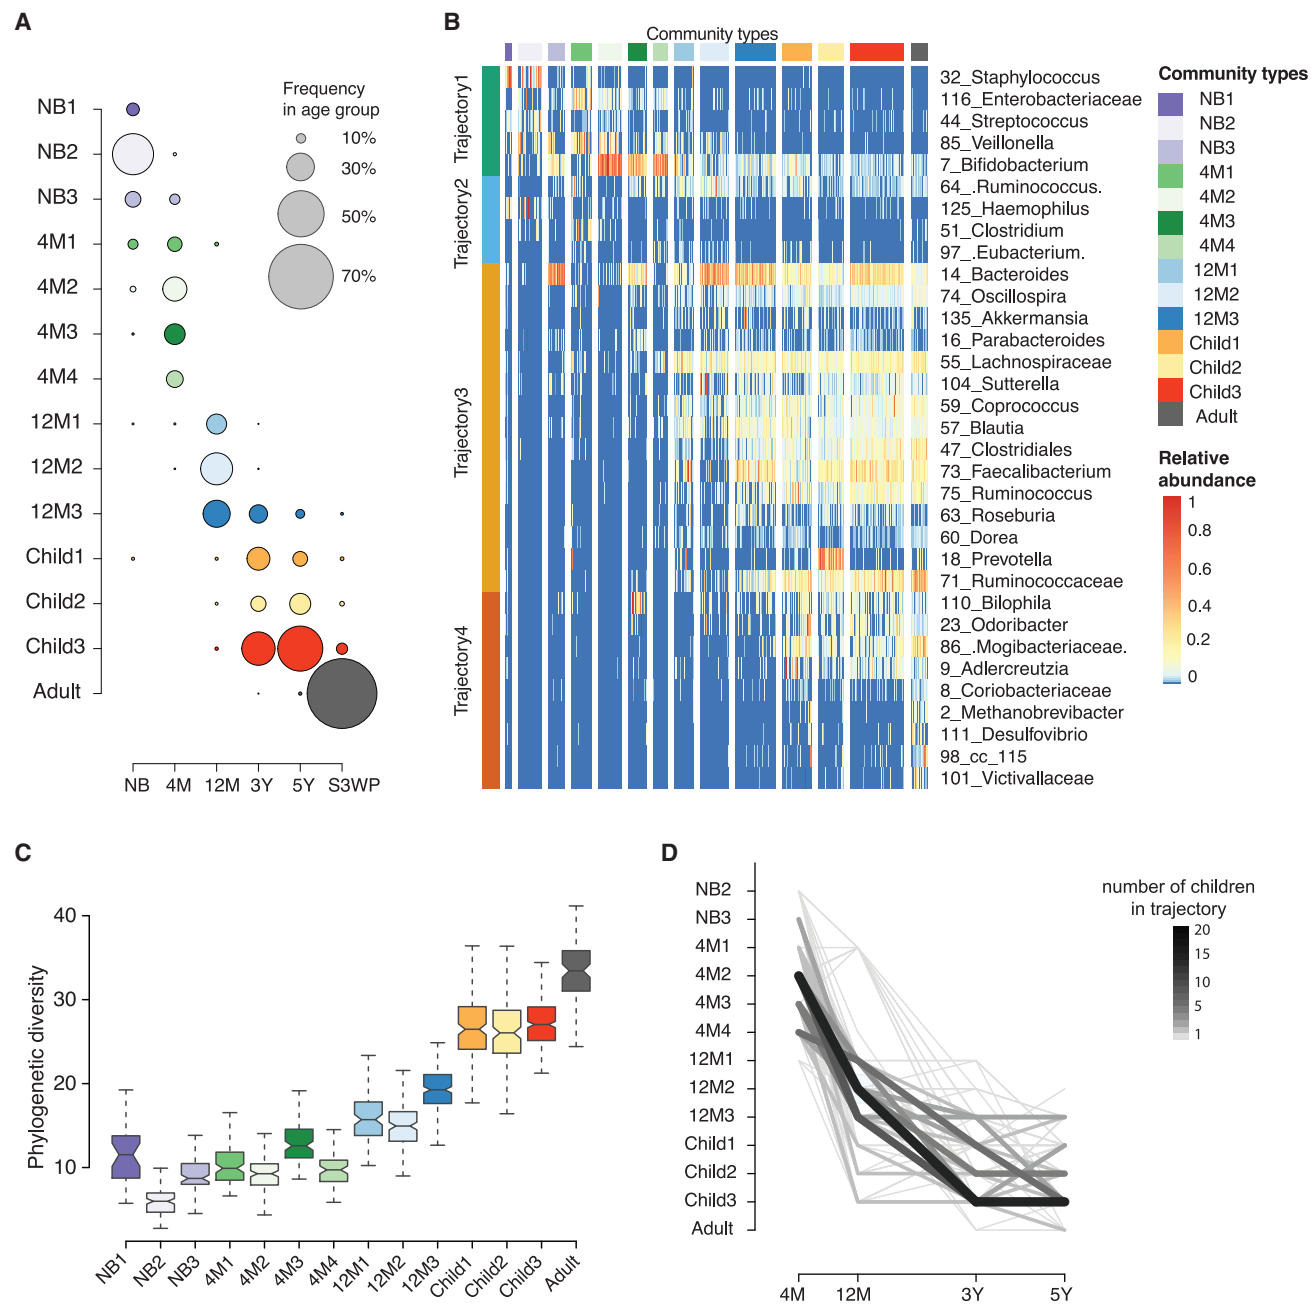 A
NB1
NB2
NB3
4M1
4M2
4M3
4M4
12M1
12M2
12M3
Child1
Child2
Child3
Adult
NB 4M 12M 3Y 5Y S3WP
Frequency
in age group
10%
30%
50%
70%
B
Community types
Trajectory1
Trajectory2
Trajectory3
Trajectory4
32_Staphylococcus
116_Enterobacteriaceae
44_Streptococcus
85_Veillonella
7_Bifidobacterium
64_.Ruminococcus.
125_Haemophilus
51_Clostridium
97_.Eubacterium.
14_Bacteroides
74_Oscillospira
135_Akkermansia
16_Parabacteroides
55_Lachnospiraceae
104_Sutterella
59_Coprococcus
57_Blautia
47_Clostridiales
73_Faecalibacterium
75_Ruminococcus
63_Roseburia
60_Dorea
18_Prevotella
71_Ruminococcaceae
110_Bilophila
23_Odoribacter
86_.Mogibacteriaceae.
9_Adlercreutzia
8_Coriobacteriaceae
2_Methanobrevibacter
111_Desulfovibrio
98_cc_115
101_Victivallaceae
Community types
NB1
NB2
NB3
4M1
4M2
4M3
4M4
12M1
12M2
12M3
Child1
Child2
Child3
Adult
Relative
abundance
1
0.8
0.6
0.4
0.2
0
C
Phylogenetic diversity
40
30
20
10
NB1 NB2 NB3 4M1 4M2 4M3 4M4 12M1 12M2 12M3 Child1 Child2 Child3 Adult
D
NB2
NB3
4M1
4M2
4M3
4M4
12M1
12M2
12M3
Child1
Child2
Child3
Adult
4M 12M 3Y 5Y
number of children
in trajectory
20
15
10
5
1